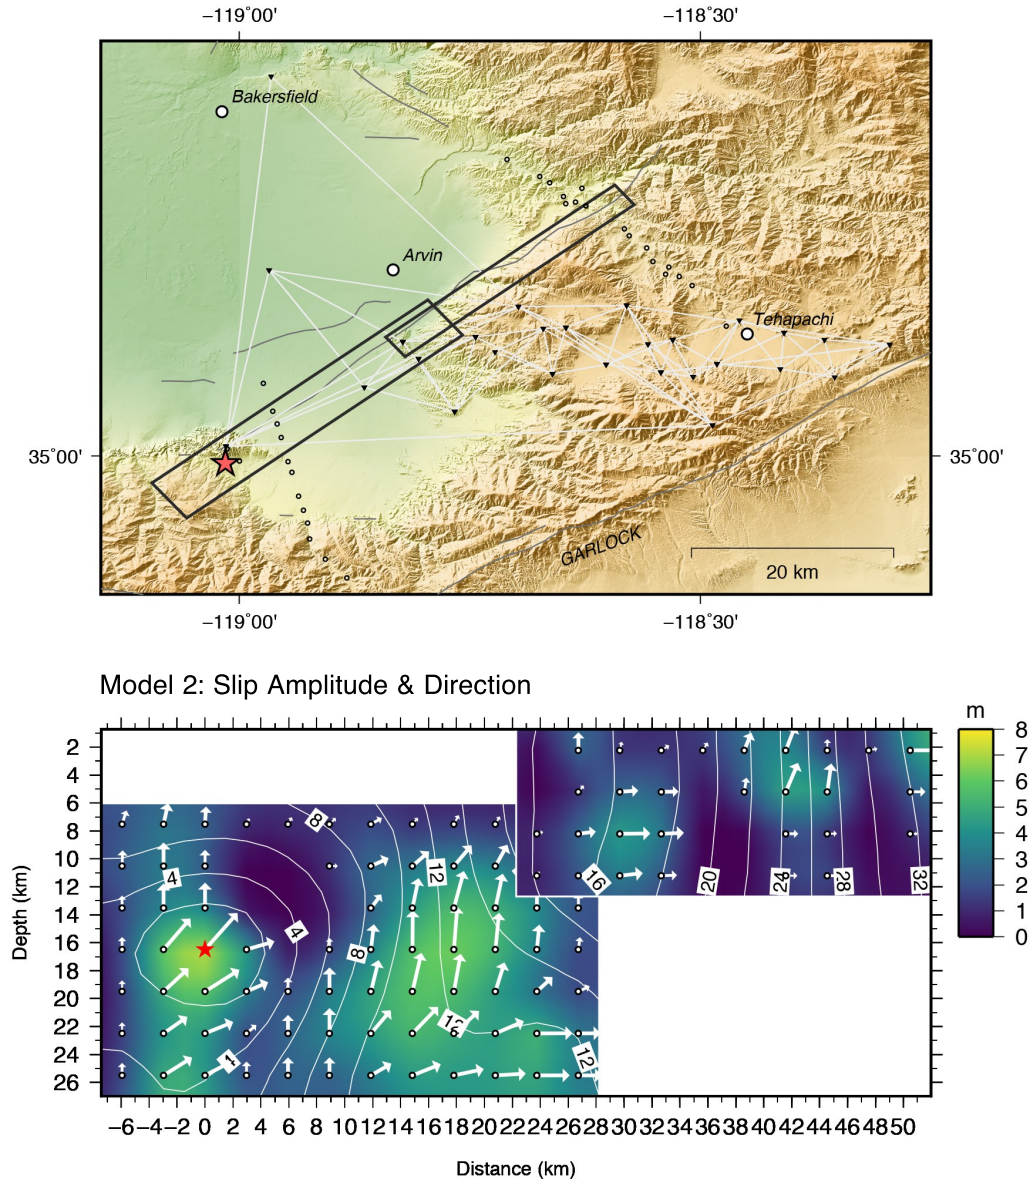 −119°00' −118°30'
Bakersfield
Arvin
Tehapachi
35°00' 35°00'
GARLOCK
20 km
−119°00' −118°30'
Model 2: Slip Amplitude & Direction
m
2 4 6 8 10 12 14 16 18 20 22 24 26
Depth (km)
8 4 12 4 8 12 4 12
16 20 24 28 32
8 7 6 5 4 3 2 1 0
−6 −4 −2 0 2 4 6 8 10 12 14 16 18 20 22 24 26 28 30 32 34 36 38 40 42 44 46 48 50
Distance (km)